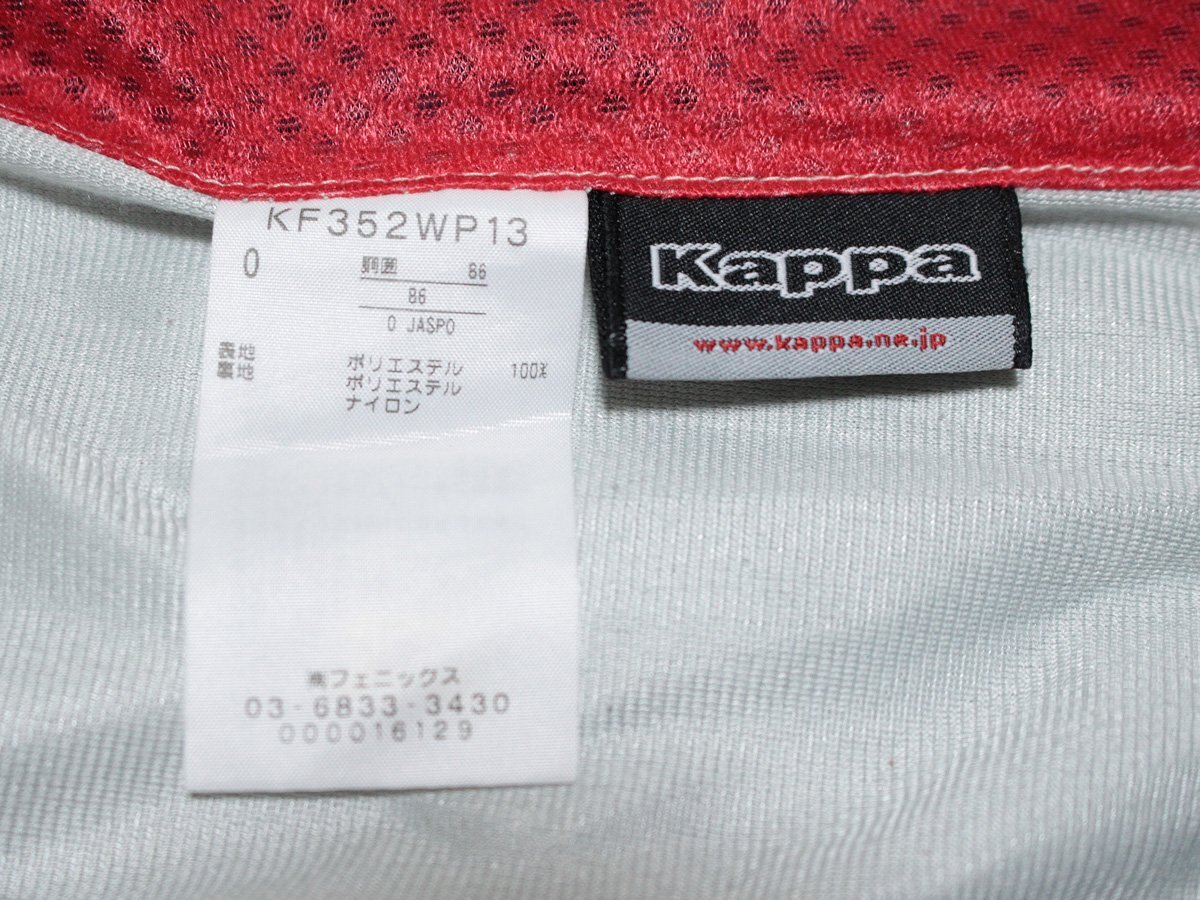 KF352WP13
0 胴囲 86
86
0 JASPO
表地 ポリエステル 100%
裏地 ポリエステル
ナイロン
㈱フェニックス
03-6833-3430
000016129
Kappa
www.kappa.ne.jp